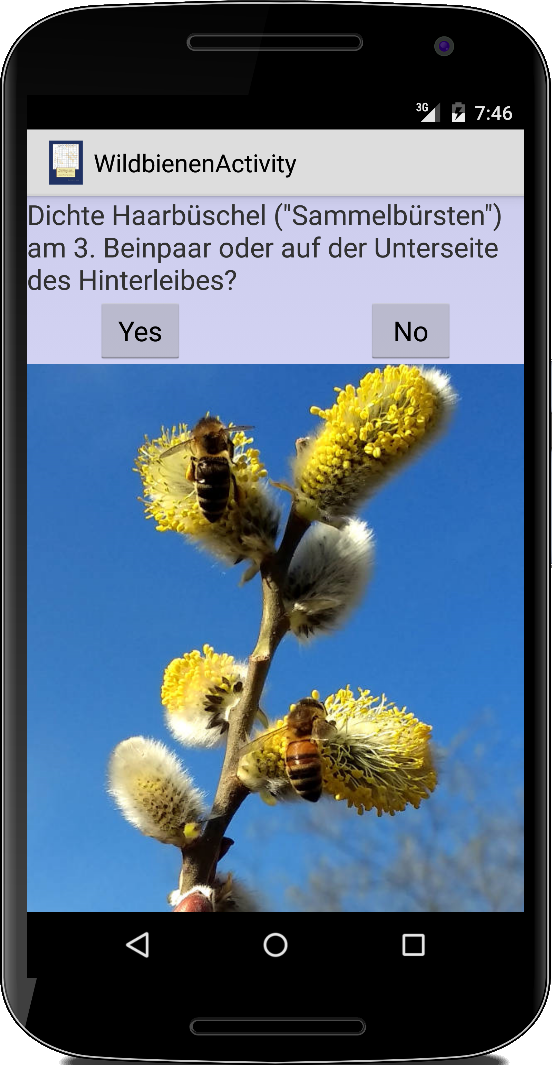 3G 7:46
WildbienenActivity
Dichte Haarbüschel ("Sammelbürsten")
am 3. Beinpaar oder auf der Unterseite
des Hinterleibes?
Yes No